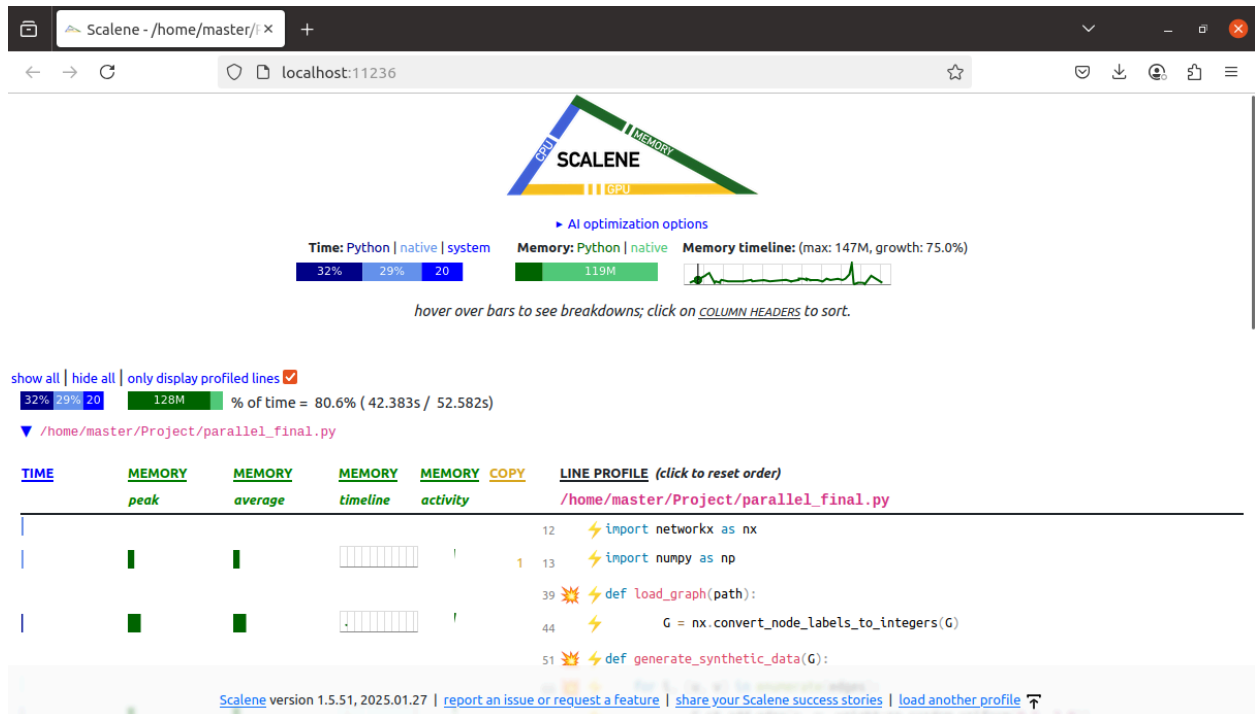 Scalene - /home/master/P
localhost:11236
CPU
MEMORY
SCALENE
GPU
▸ AI optimization options
Time: Python | native | system
Memory: Python | native
Memory timeline: (max: 147M, growth: 75.0%)
32% 29% 20
119M
hover over bars to see breakdowns; click on COLUMN HEADERS to sort.
show all | hide all | only display profiled lines
32% 29% 20 128M % of time = 80.6% ( 42.383s / 52.582s)
▼ /home/master/Project/parallel_final.py
TIME MEMORY MEMORY MEMORY MEMORY COPY LINE PROFILE (click to reset order)
peak average timeline activity /home/master/Project/parallel_final.py
12 ⚡import networkx as nx
1 13 ⚡import numpy as np
39 💥 ⚡def load_graph(path):
44 ⚡ G = nx.convert_node_labels_to_integers(G)
51 💥 ⚡def generate_synthetic_data(G):
Scalene version 1.5.51, 2025.01.27 | report an issue or request a feature | share your Scalene success stories | load another profile